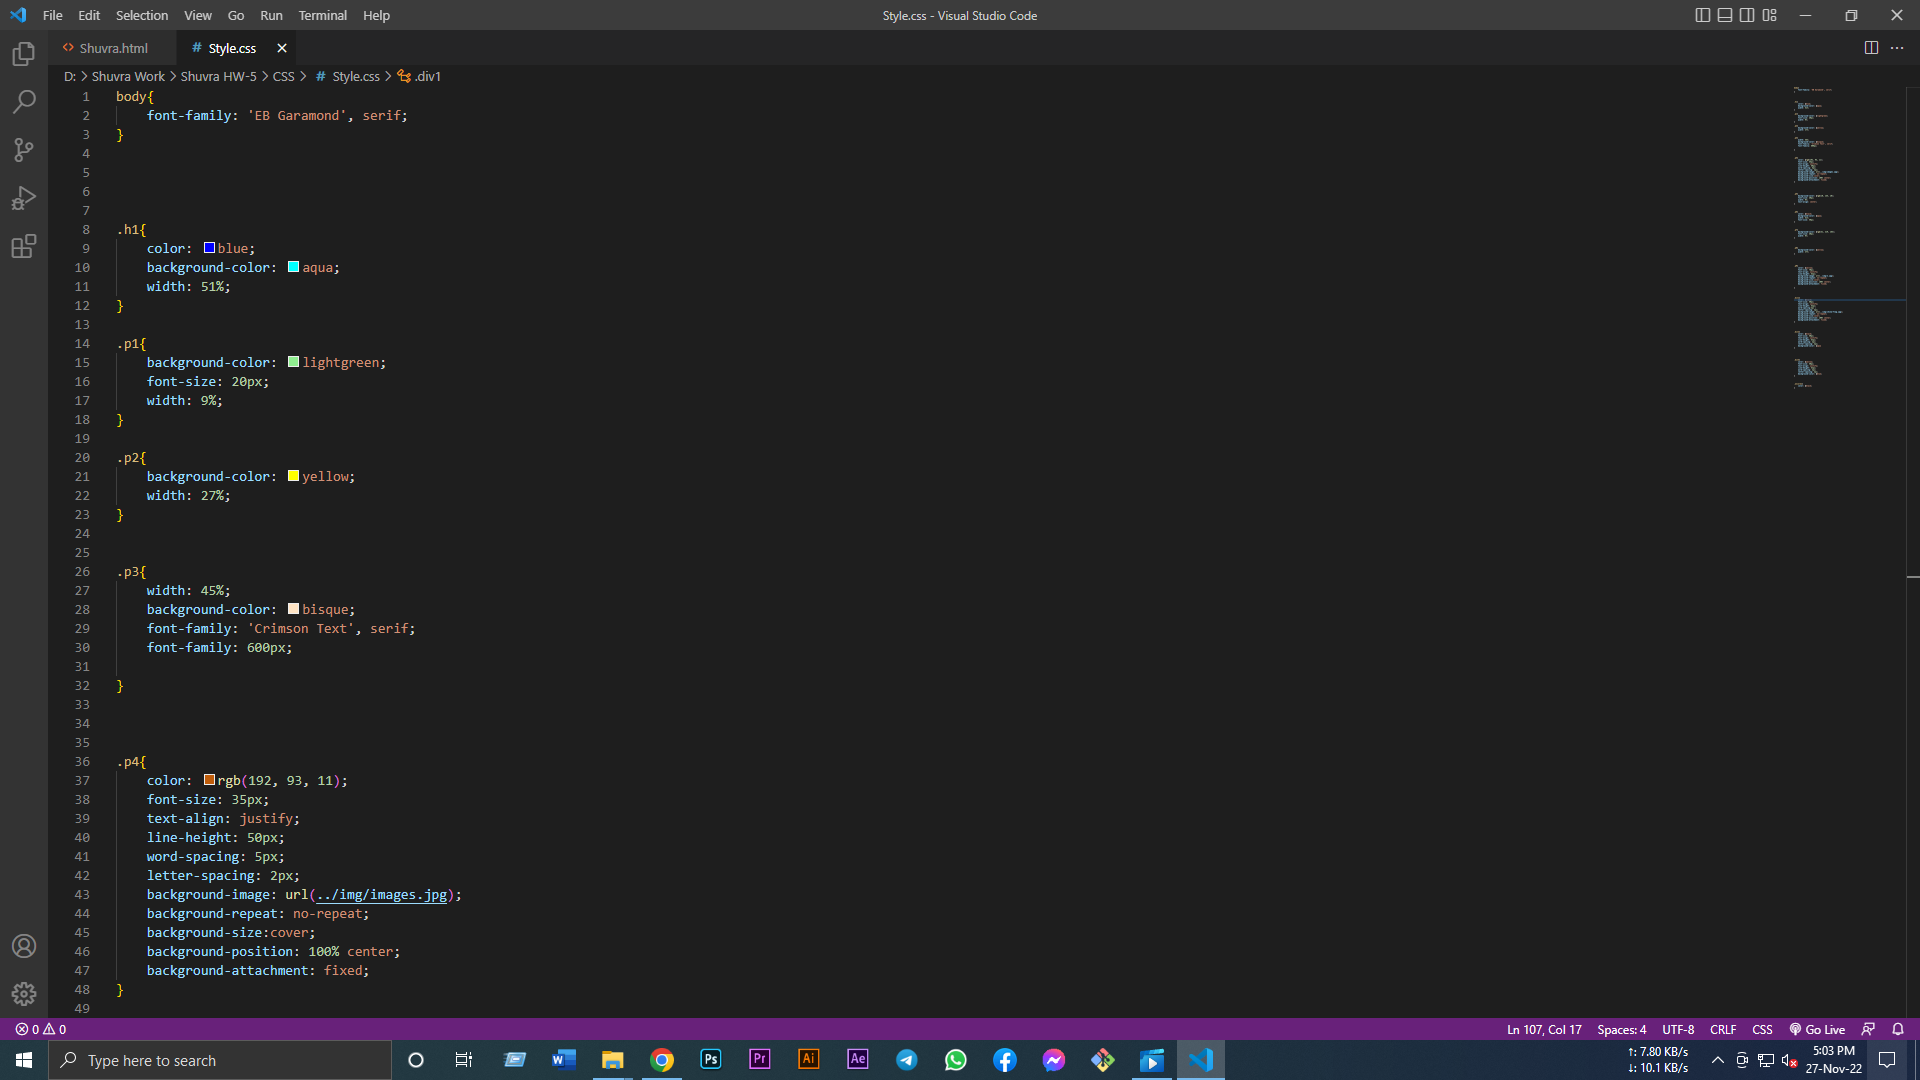 File Edit Selection View Go Run Terminal Help
Style.css - Visual Studio Code
Shuvra.html
# Style.css
D: > Shuvra Work > Shuvra HW-5 > CSS > # Style.css > .div1
1 body{
2 font-family: 'EB Garamond', serif;
3 }
4
5
6
7
8 .h1{
9 color: blue;
10 background-color: aqua;
11 width: 51%;
12 }
13
14 .p1{
15 background-color: lightgreen;
16 font-size: 20px;
17 width: 9%;
18 }
19
20 .p2{
21 background-color: yellow;
22 width: 27%;
23 }
24
25
26 .p3{
27 width: 45%;
28 background-color: bisque;
29 font-family: 'Crimson Text', serif;
30 font-family: 600px;
31
32 }
33
34
35
36 .p4{
37 color: rgb(192, 93, 11);
38 font-size: 35px;
39 text-align: justify;
40 line-height: 50px;
41 word-spacing: 5px;
42 letter-spacing: 2px;
43 background-image: url(../img/images.jpg);
44 background-repeat: no-repeat;
45 background-size:cover;
46 background-position: 100% center;
47 background-attachment: fixed;
48 }
49
0 0
Ln 107, Col 17 Spaces: 4 UTF-8 CRLF CSS Go Live
Type here to search
Ps Pr Ai Ae
↑: 7.80 KB/s
↓: 10.1 KB/s
5:03 PM
27-Nov-22